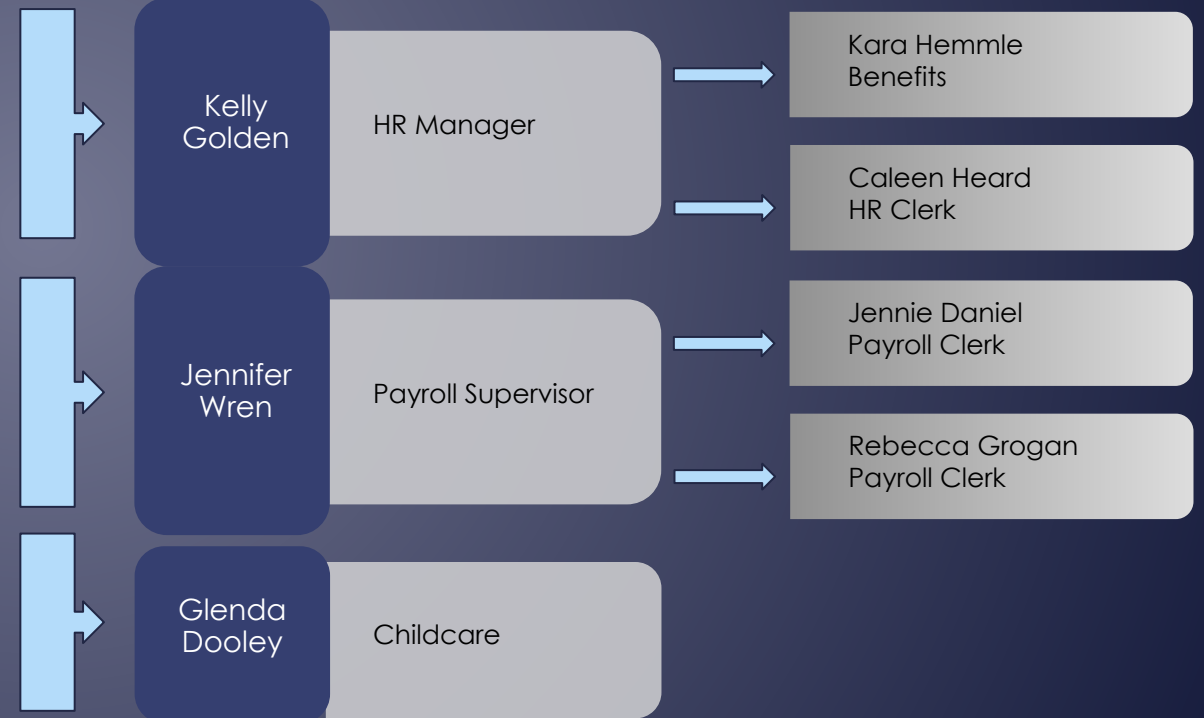 Kelly
Golden
HR Manager
Kara Hemmle
Benefits
Caleen Heard
HR Clerk
Jennifer
Wren
Payroll Supervisor
Jennie Daniel
Payroll Clerk
Rebecca Grogan
Payroll Clerk
Glenda
Dooley
Childcare